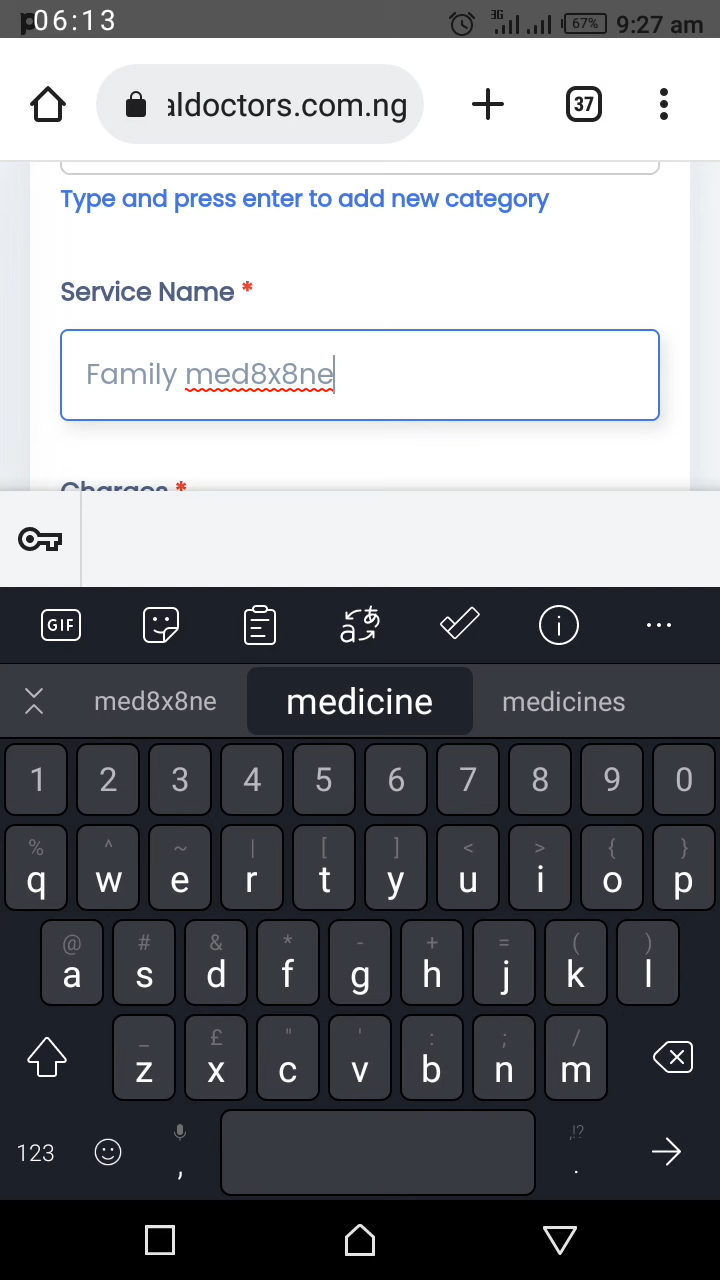 06:13
3G 67% 9:27 am
aldoctors.com.ng 37
Type and press enter to add new category
Service Name *
Family med8x8ne
Charges *
GIF
med8x8ne medicine medicines
1 2 3 4 5 6 7 8 9 0
% ^ ~ | [ ] < > { }
q w e r t y u i o p
@ # & * - + = ( )
a s d f g h j k l
_ £ " ' : ; /
z x c v b n m
,!?
123 , .